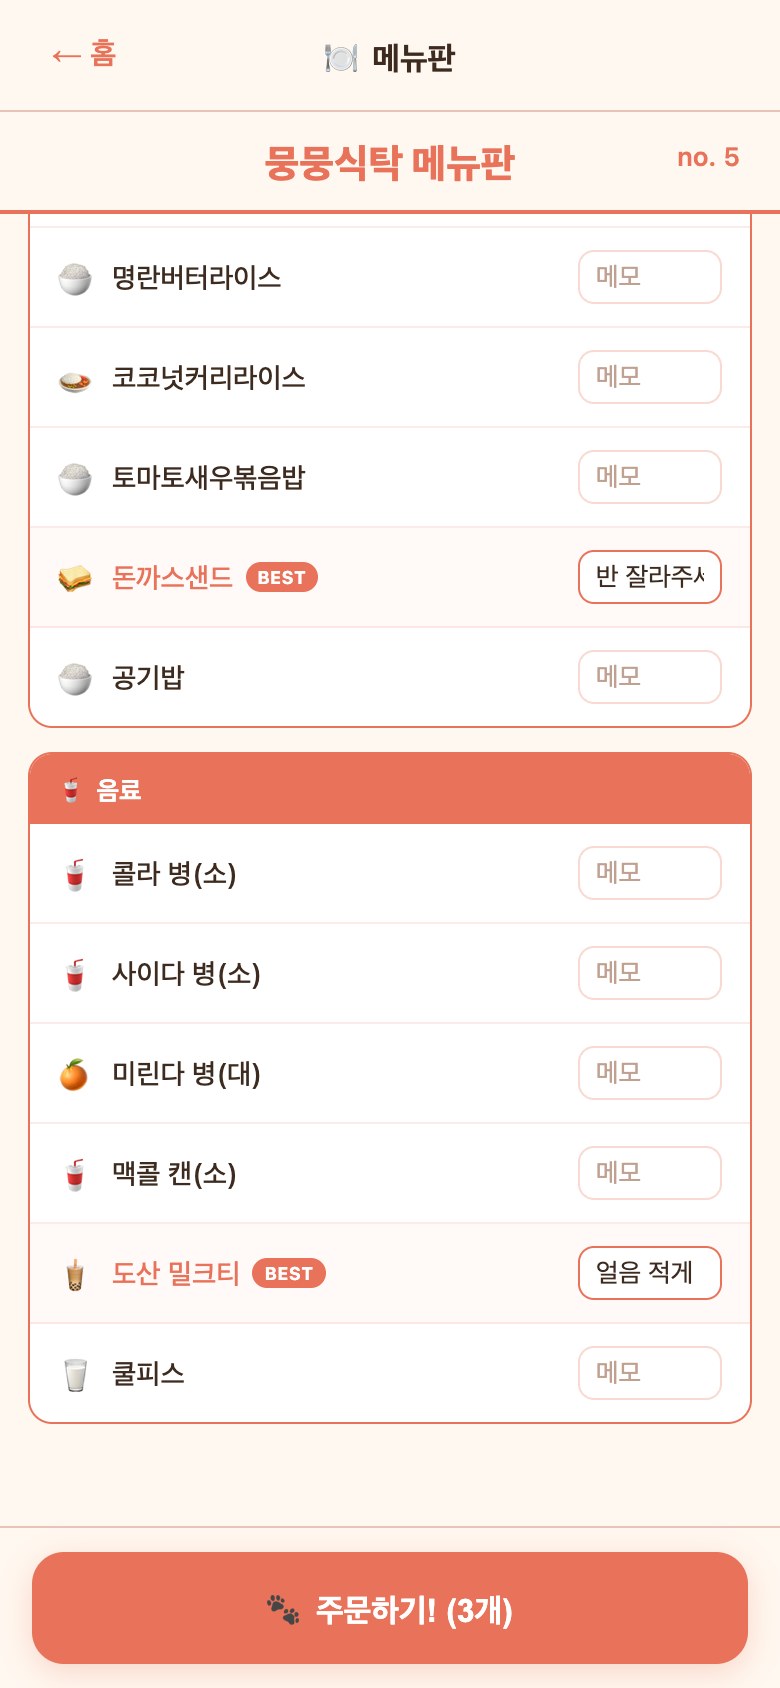 ← 홈
메뉴판
뭉뭉식탁 메뉴판
no. 5
명란버터라이스 메모
코코넛커리라이스 메모
토마토새우볶음밥 메모
돈까스샌드 BEST 반 잘라주
공기밥 메모
음료
콜라 병(소) 메모
사이다 병(소) 메모
미린다 병(대) 메모
맥콜 캔(소) 메모
도산 밀크티 BEST 얼음 적게
쿨피스 메모
주문하기! (3개)